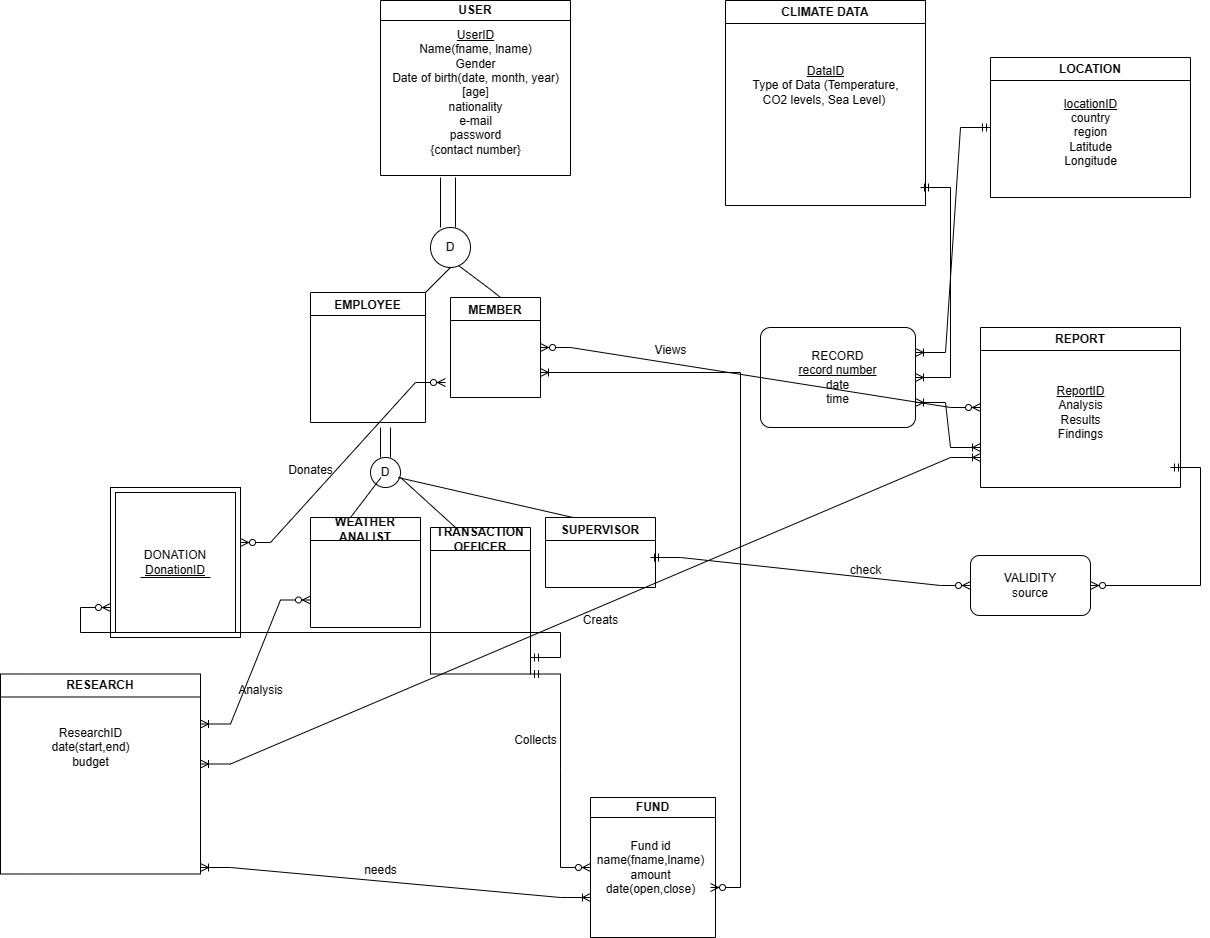 USER
UserID
Name(fname, lname)
Gender
Date of birth(date, month, year)
[age]
nationality
e-mail
password
{contact number}
CLIMATE DATA
DataID
Type of Data (Temperature,
CO2 levels, Sea Level)
LOCATION
locationID
country
region
Latitude
Longitude
D
EMPLOYEE
MEMBER
Views
RECORD
record number
date
time
REPORT
ReportID
Analysis
Results
Findings
Donates
D
DONATION
DonationID
WEATHER
ANALIST
TRANSACTION
OFFICER
SUPERVISOR
check
VALIDITY
source
Creats
RESEARCH
ResearchID
date(start,end)
budget
Analysis
Collects
needs
FUND
Fund id
name(fname,lname)
amount
date(open,close)